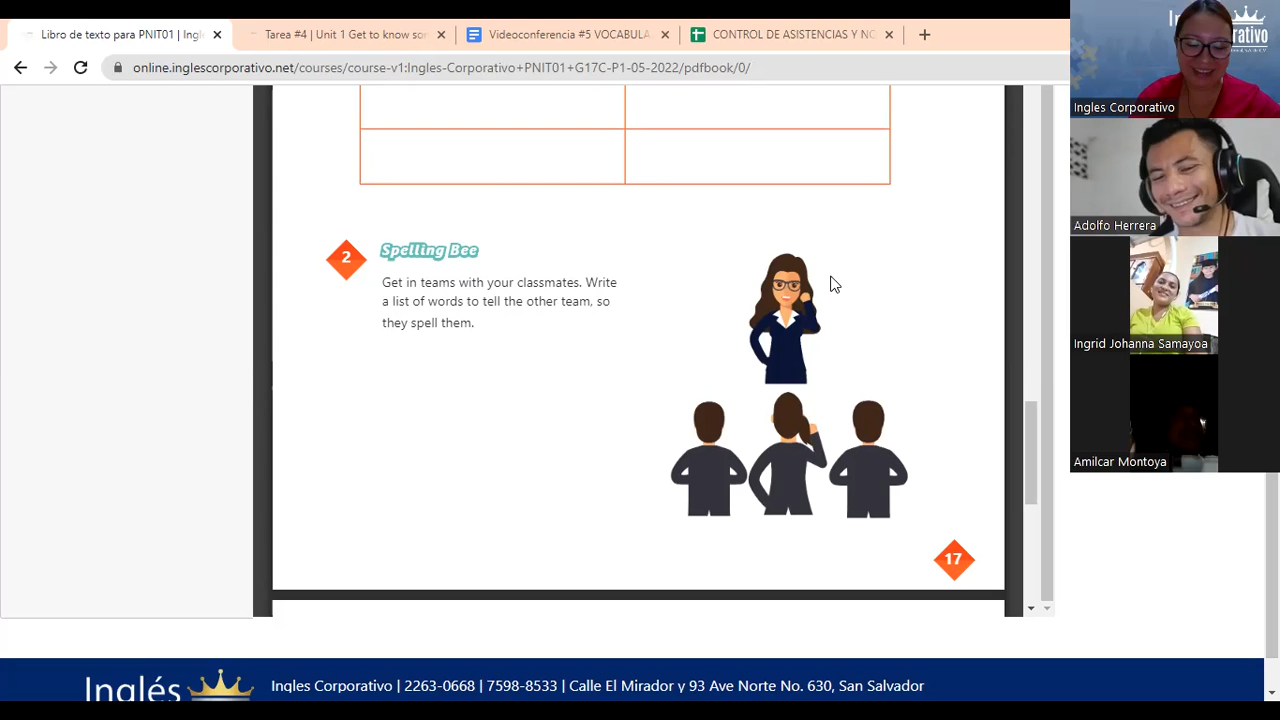 Libro de texto para PNIT01 | Ingl
Tarea #4 | Unit 1 Get to know sor
Videoconferencia #5 VOCABULA
CONTROL DE ASISTENCIAS Y NO
online.inglescorporativo.net/courses/course-v1:Ingles-Corporativo+PNIT01+G17C-P1-05-2022/pdfbook/0/
Ingles Corporativo
Adolfo Herrera
Ingrid Johanna Samayoa
Amilcar Montoya
2
Spelling Bee
Get in teams with your classmates. Write
a list of words to tell the other team, so
they spell them.
17
Inglés
Ingles Corporativo | 2263-0668 | 7598-8533 | Calle El Mirador y 93 Ave Norte No. 630, San Salvador